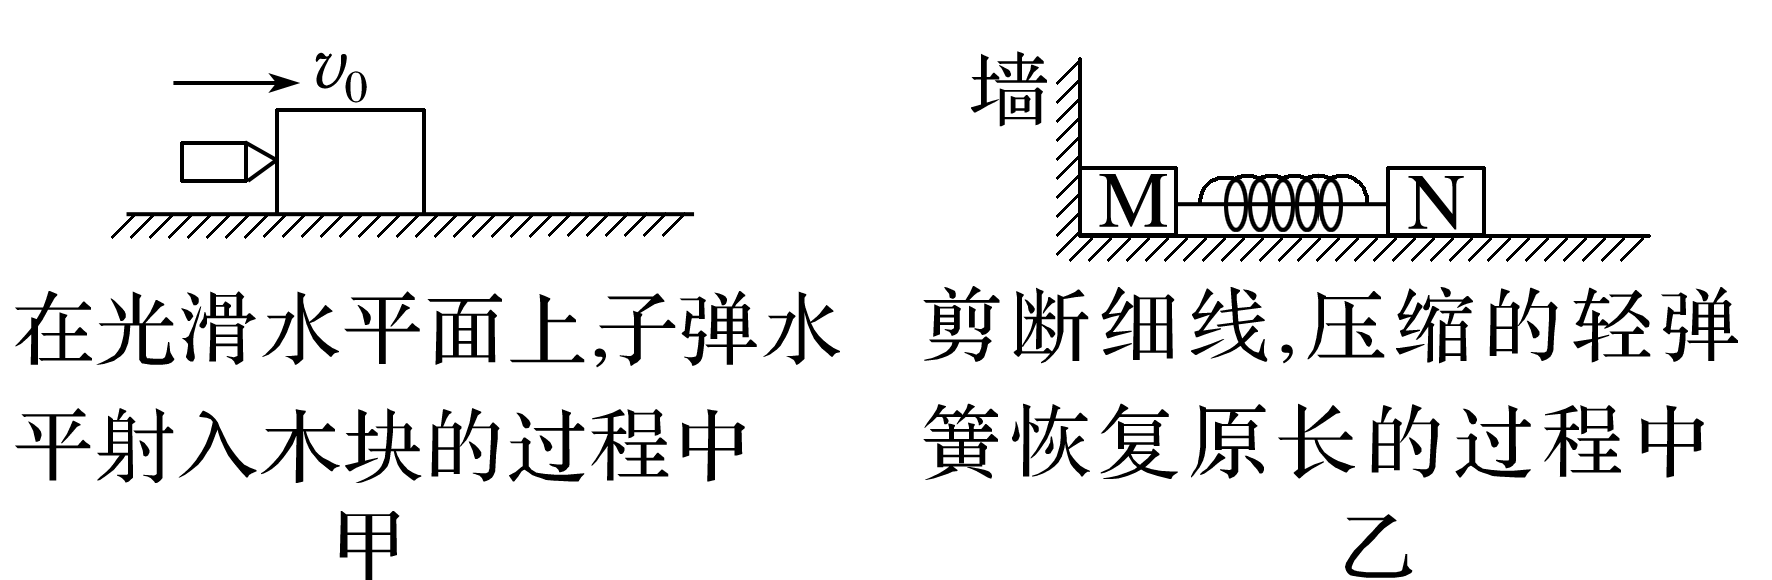 v₀
在光滑水平面上,子弹水
平射入木块的过程中
甲
墙
M
N
剪断细线,压缩的轻弹
簧恢复原长的过程中
乙